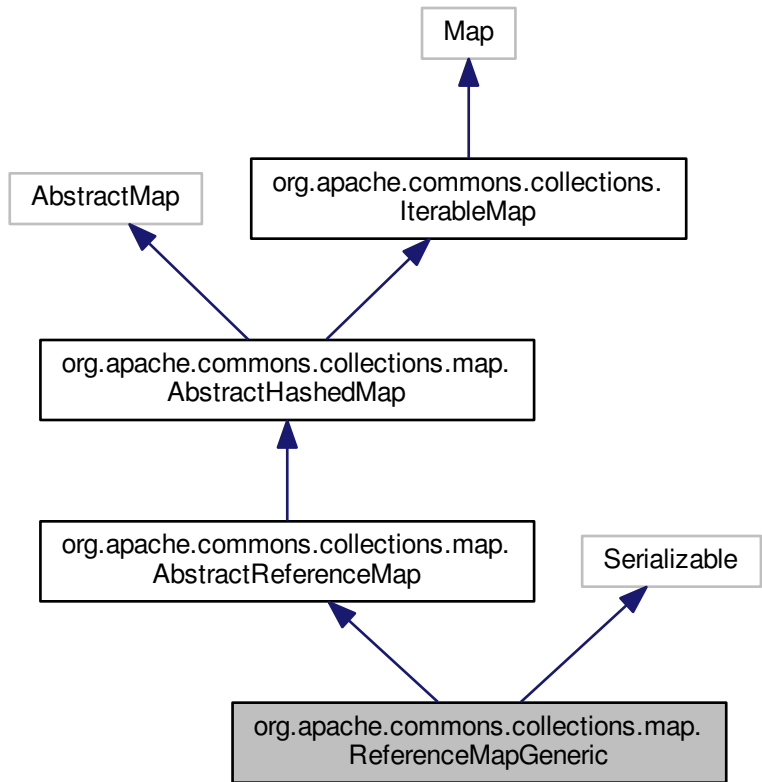 Map
org.apache.commons.collections.
IterableMap
AbstractMap
org.apache.commons.collections.map.
AbstractHashedMap
org.apache.commons.collections.map.
AbstractReferenceMap
Serializable
org.apache.commons.collections.map.
ReferenceMapGeneric